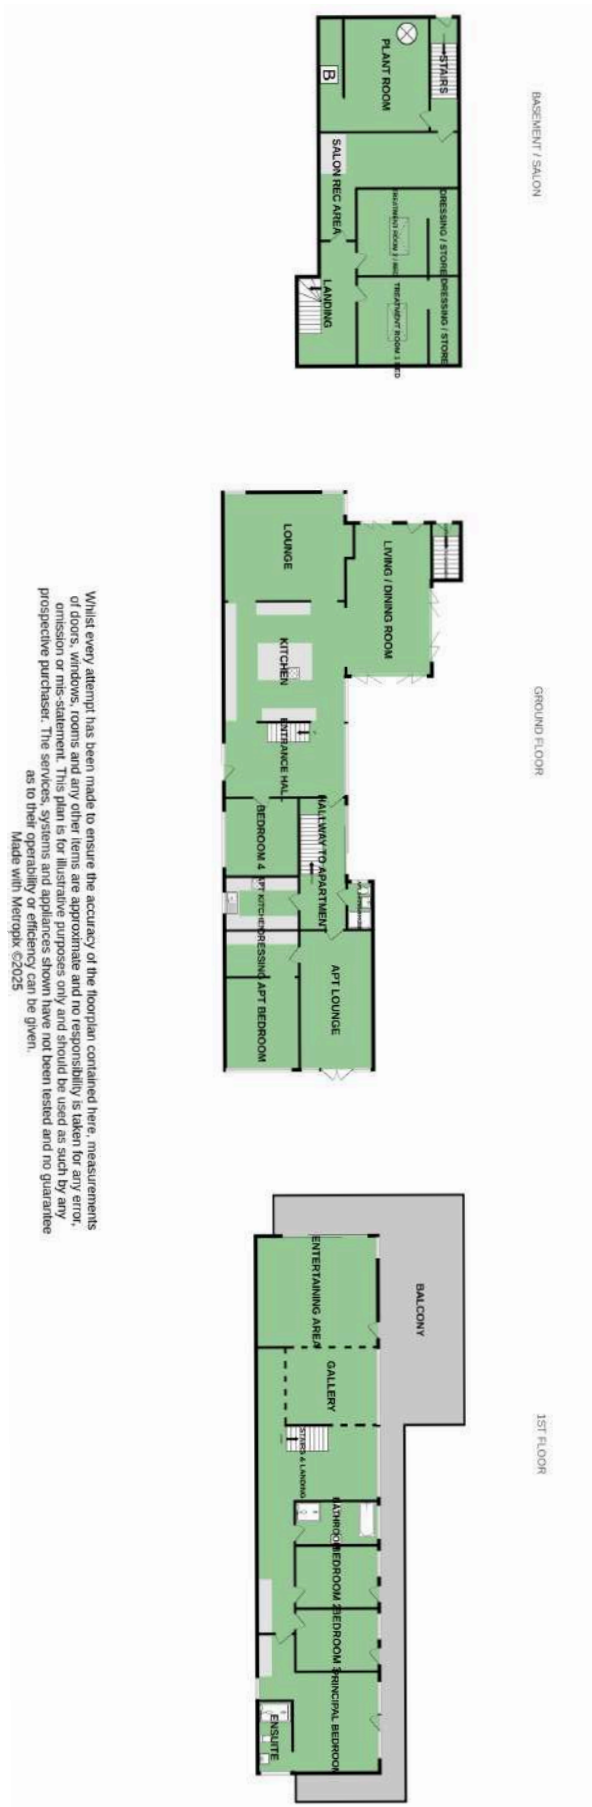 BASEMENT / SALON
STAIRS
PLANT ROOM
B
SALON REC AREA
DRESSING / STORE
DRESSING / STORE
TREATMENT ROOM 1
LANDING
GROUND FLOOR
LIVING / DINING ROOM
LOUNGE
KITCHEN
ENTRANCE HALL
HALLWAY TO APARTMENT
BEDROOM 4
APT KITCHEN
DRESSING
APT LOUNGE
APT BEDROOM
1ST FLOOR
BALCONY
ENTERTAINING AREA
GALLERY
STAIRS & LANDING
BATHROOM
BEDROOM 2
BEDROOM 3
PRINCIPAL BEDROOM
ENSUITE
Whilst every attempt has been made to ensure the accuracy of the floorplan contained here, measurements
of doors, windows, rooms and any other items are approximate and no responsibility is taken for any error,
omission or mis-statement. This plan is for illustrative purposes only and should be used as such by any
prospective purchaser. The services, systems and appliances shown have not been tested and no guarantee
as to their operability or efficiency can be given.
Made with Metropix ©2025